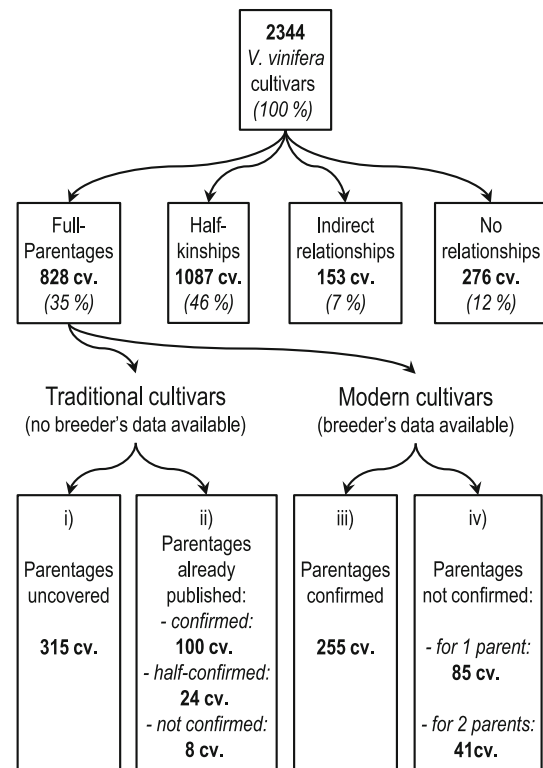 2344
V. vinifera
cultivars
(100 %)
Full-
Parentages
828 cv.
(35 %)
Half-
kinships
1087 cv.
(46 %)
Indirect
relationships
153 cv.
(7 %)
No
relationships
276 cv.
(12 %)
Traditional cultivars
(no breeder's data available)
Modern cultivars
(breeder's data available)
i)
Parentages
uncovered
315 cv.
ii)
Parentages
already
published:
- confirmed:
100 cv.
- half-confirmed:
24 cv.
- not confirmed:
8 cv.
iii)
Parentages
confirmed
255 cv.
iv)
Parentages
not confirmed:
- for 1 parent:
85 cv.
- for 2 parents:
41cv.